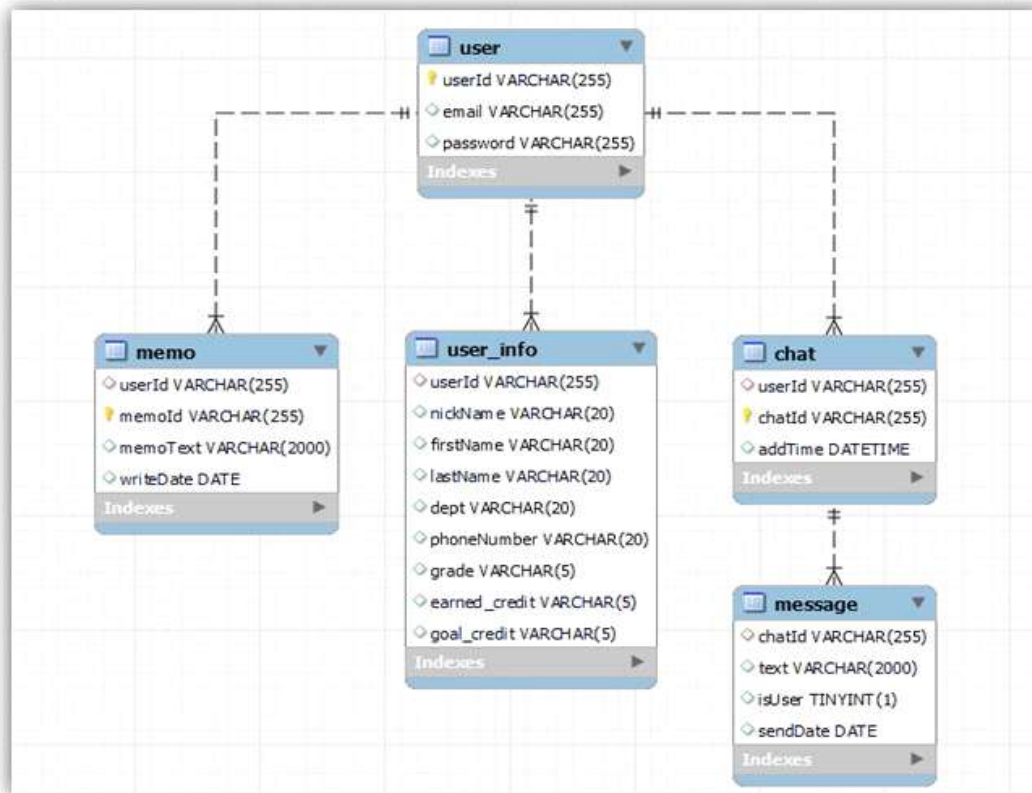 user
userId VARCHAR(255)
email VARCHAR(255)
password VARCHAR(255)
Indexes
memo
userId VARCHAR(255)
memoId VARCHAR(255)
memoText VARCHAR(2000)
writeDate DATE
Indexes
user_info
userId VARCHAR(255)
nickName VARCHAR(20)
firstName VARCHAR(20)
lastName VARCHAR(20)
dept VARCHAR(20)
phoneNumber VARCHAR(20)
grade VARCHAR(5)
earned_credit VARCHAR(5)
goal_credit VARCHAR(5)
Indexes
chat
userId VARCHAR(255)
chatId VARCHAR(255)
addTime DATETIME
Indexes
message
chatId VARCHAR(255)
text VARCHAR(2000)
isUser TINYINT(1)
sendDate DATE
Indexes